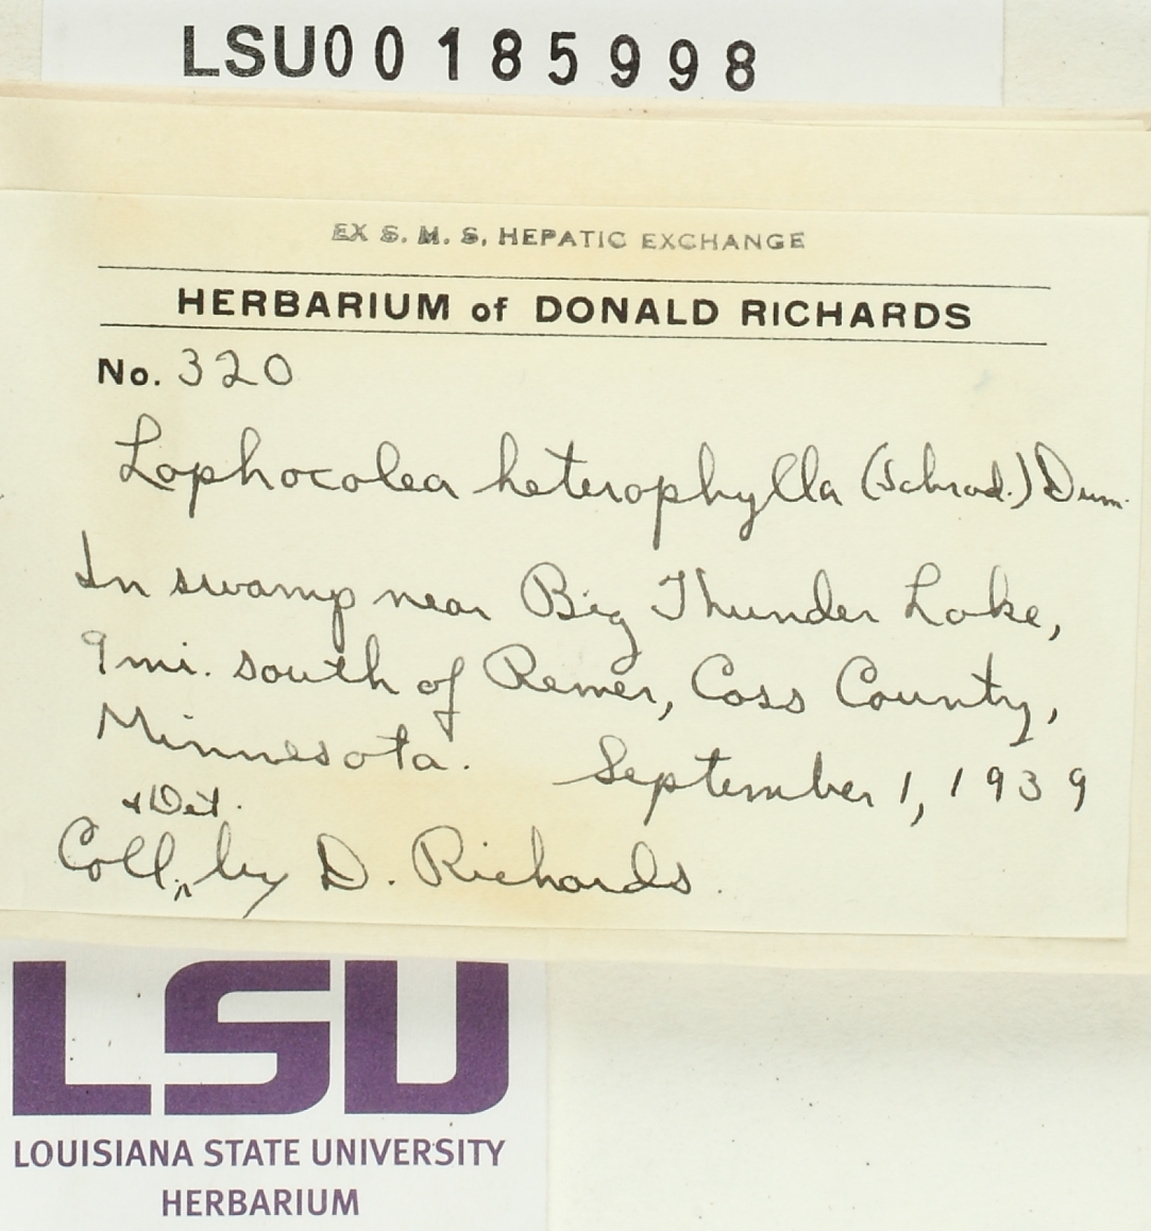 LSU00185998
EX S. M. S. HEPATIC EXCHANGE
HERBARIUM of DONALD RICHARDS
No. 320
Lophocolea heterophylla (Schrad.) Dum.
In swamp near Big Thunder Lake,
9 mi. south of Remer, Cass County,
Minnesota. September 1, 1939
& Det.
Coll. ^ by D. Richards.
LSU
LOUISIANA STATE UNIVERSITY
HERBARIUM